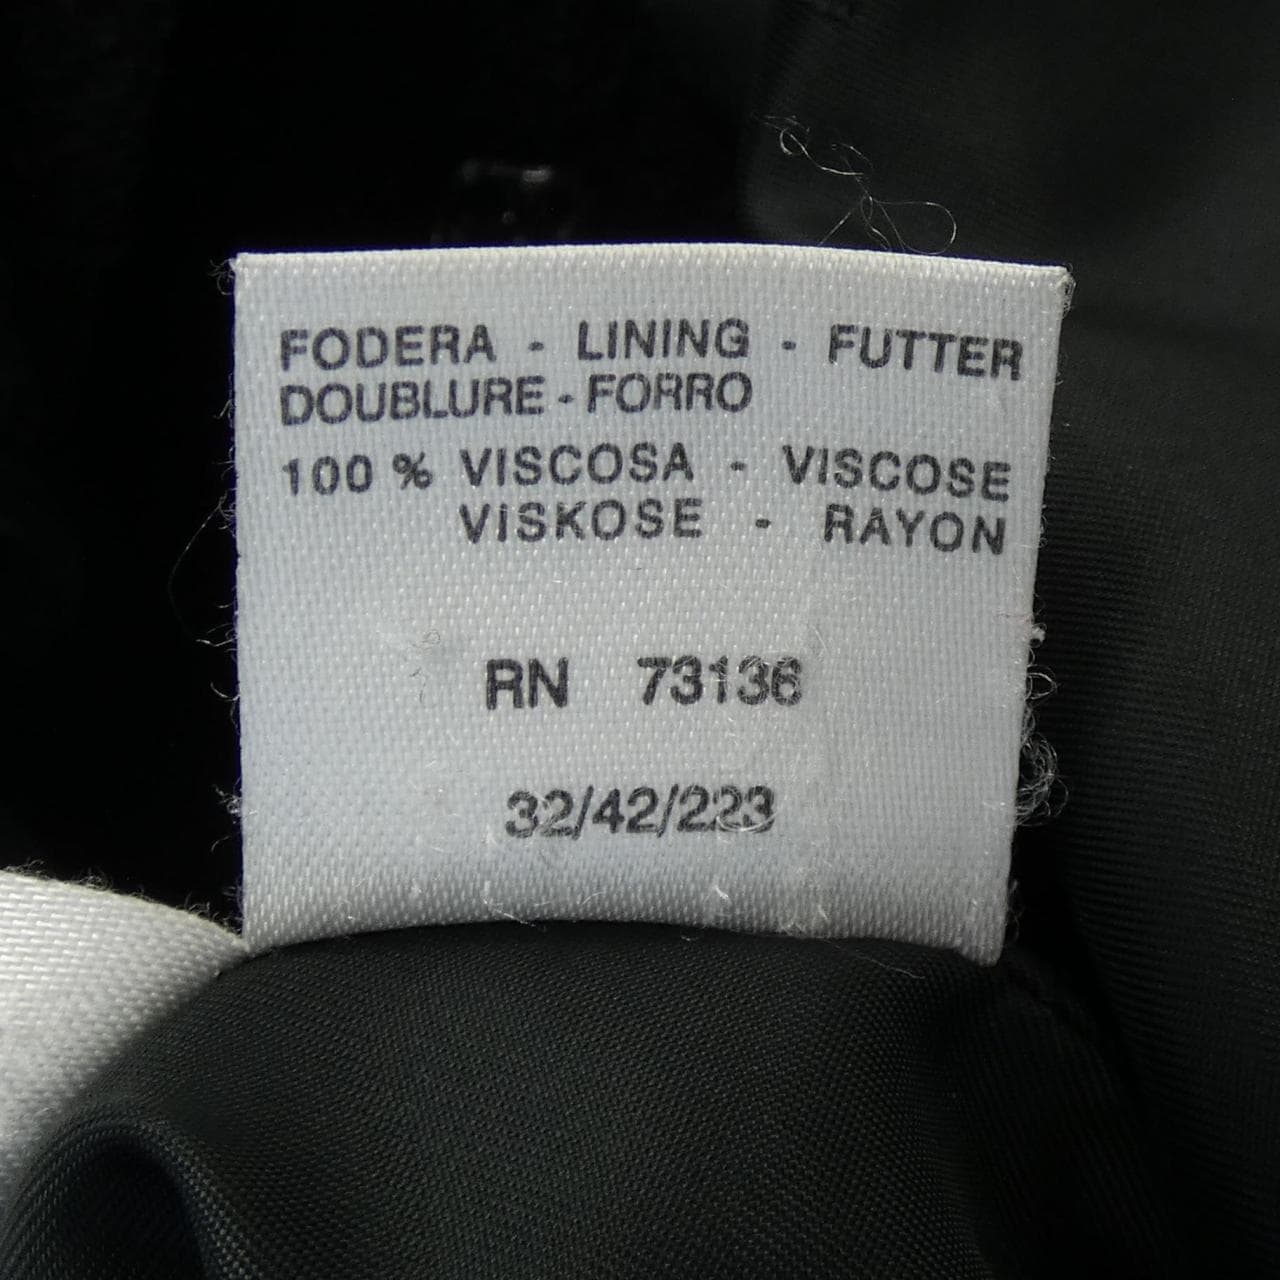 FODERA - LINING - FUTTER
DOUBLURE - FORRO
100 % VISCOSA - VISCOSE
VISKOSE - RAYON
RN 73136
32/42/223